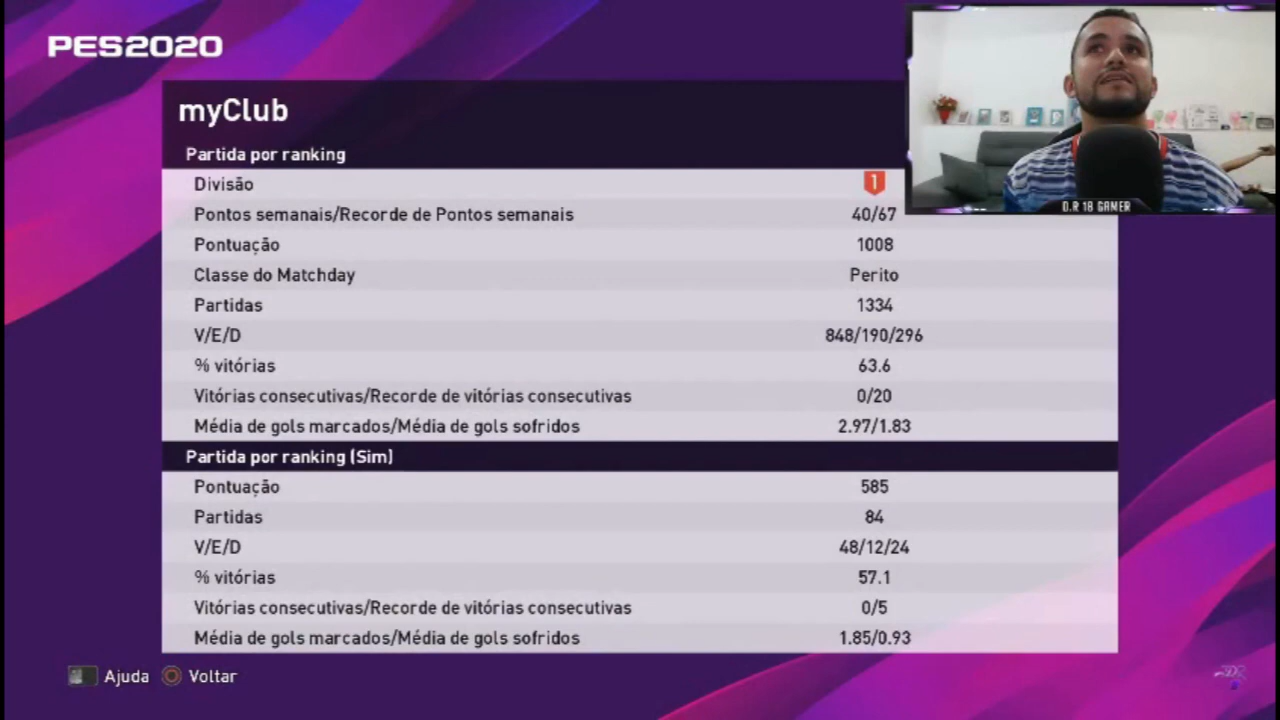 PES2020
myClub
Partida por ranking
Divisão 1
Pontos semanais/Recorde de Pontos semanais 40/67
Pontuação 1008
Classe do Matchday Perito
Partidas 1334
V/E/D 848/190/296
% vitórias 63.6
Vitórias consecutivas/Recorde de vitórias consecutivas 0/20
Média de gols marcados/Média de gols sofridos 2.97/1.83
Partida por ranking (Sim)
Pontuação 585
Partidas 84
V/E/D 48/12/24
% vitórias 57.1
Vitórias consecutivas/Recorde de vitórias consecutivas 0/5
Média de gols marcados/Média de gols sofridos 1.85/0.93
Ajuda Voltar
D.R 18 GAMER